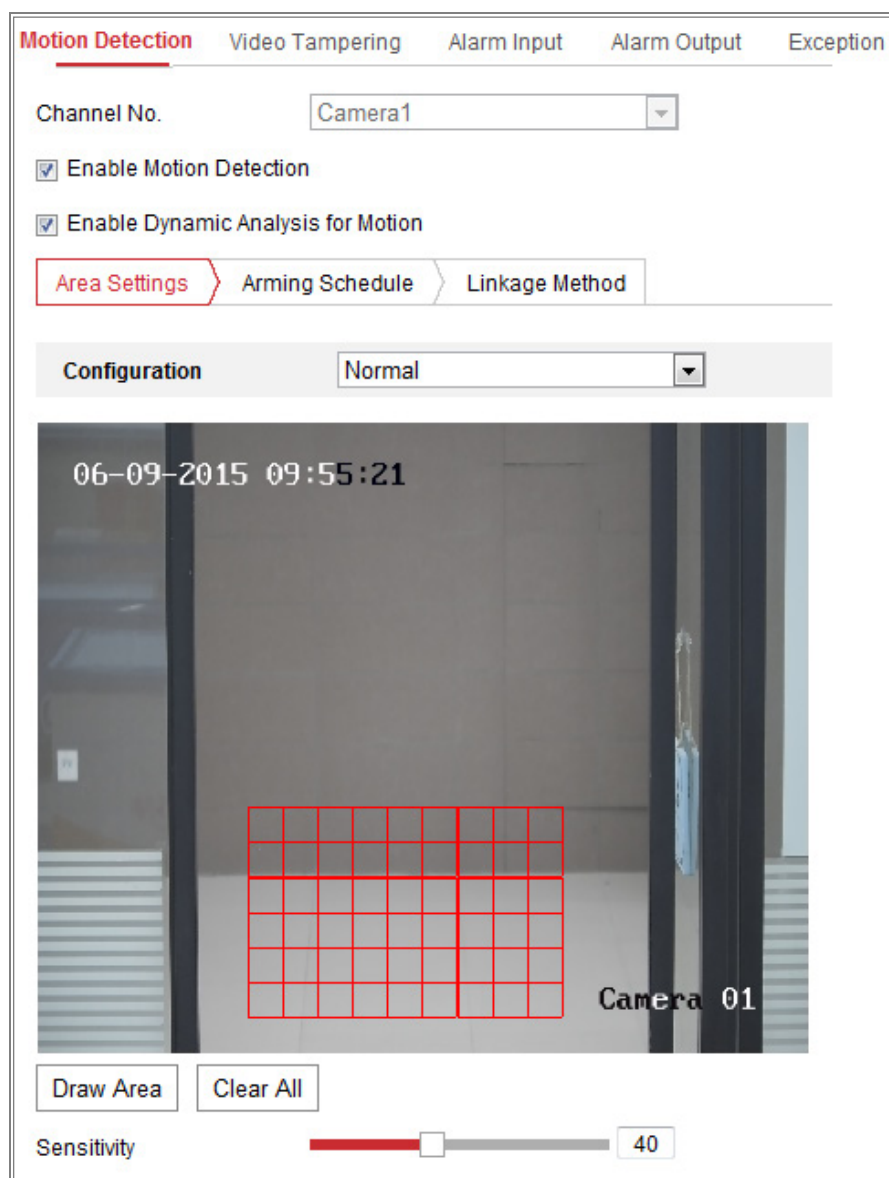 Motion Detection Video Tampering Alarm Input Alarm Output Exception
Channel No. Camera1
Enable Motion Detection
Enable Dynamic Analysis for Motion
Area Settings Arming Schedule Linkage Method
Configuration Normal
06-09-2015 09:55:21
Camera 01
Draw Area Clear All
Sensitivity 40